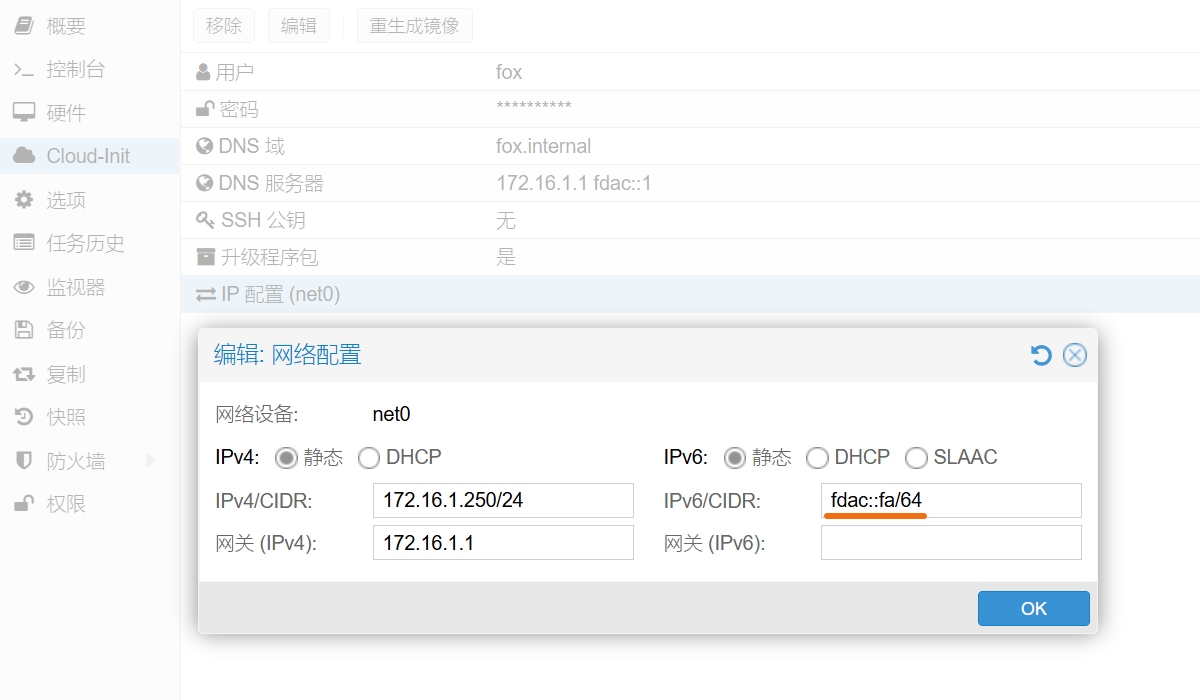 概要
控制台
硬件
Cloud-Init
选项
任务历史
监视器
备份
复制
快照
防火墙
权限
移除 编辑 重生成镜像
用户 fox
密码 **********
DNS 域 fox.internal
DNS 服务器 172.16.1.1 fdac::1
SSH 公钥 无
升级程序包 是
IP 配置 (net0)
编辑: 网络配置
网络设备: net0
IPv4: 静态 DHCP IPv6: 静态 DHCP SLAAC
IPv4/CIDR: 172.16.1.250/24 IPv6/CIDR: fdac::fa/64
网关 (IPv4): 172.16.1.1 网关 (IPv6):
OK